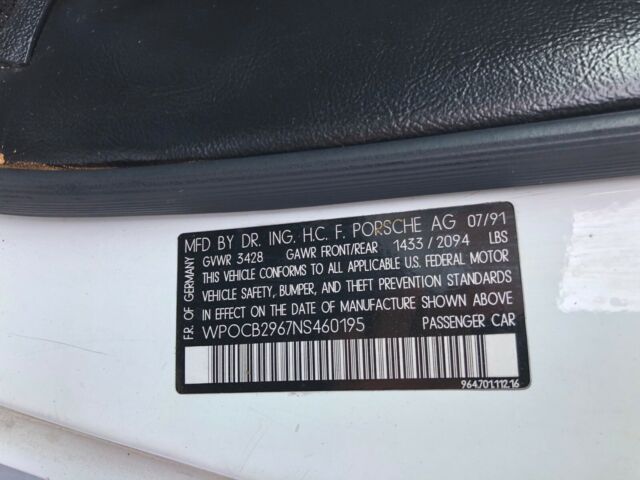 MFD BY DR. ING. H.C. F. PORSCHE AG 07/91
GVWR 3428 GAWR FRONT/REAR 1433 / 2094 LBS
THIS VEHICLE CONFORMS TO ALL APPLICABLE U.S. FEDERAL MOTOR
VEHICLE SAFETY, BUMPER, AND THEFT PREVENTION STANDARDS
IN EFFECT ON THE DATE OF MANUFACTURE SHOWN ABOVE
WPOCB2967NS460195 PASSENGER CAR
F.R. OF GERMANY
964.701.112.16